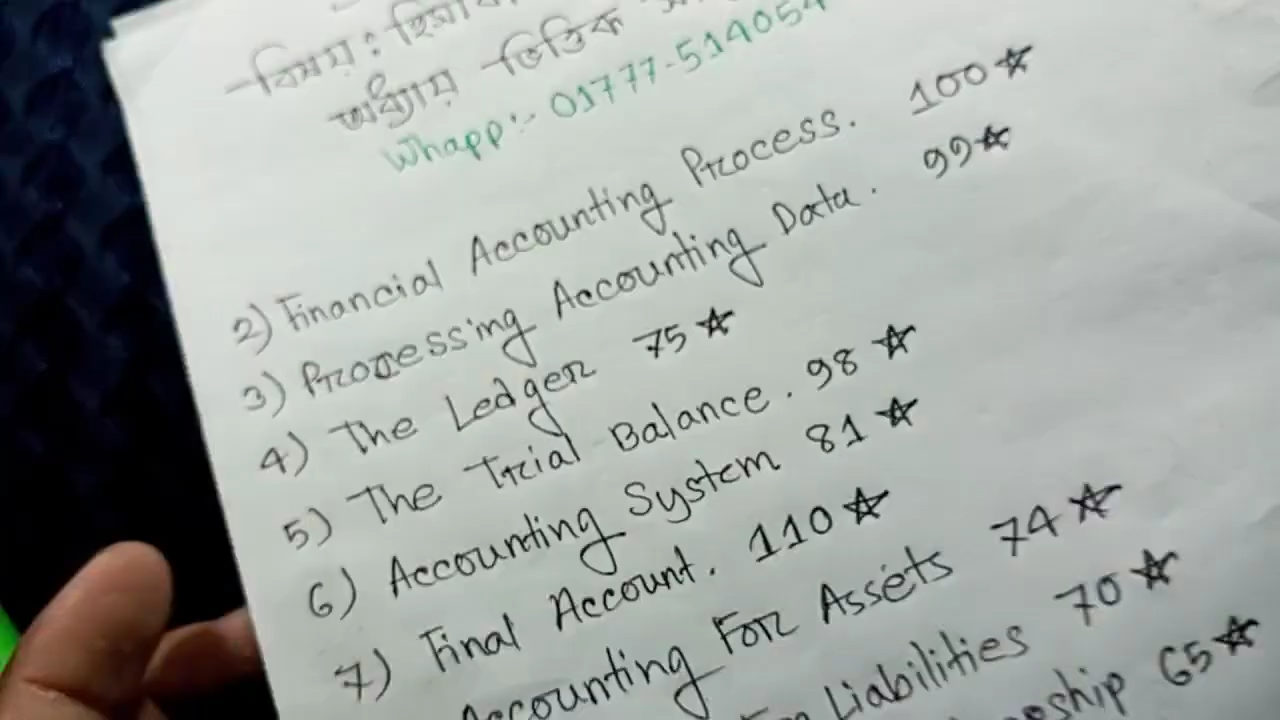 বিষয়ঃ
অধ্যায় ভিত্তিক
Whapp:- 01777-514054
2) Financial Accounting Process. 100☆
3) Processing Accounting Data. 99☆
4) The Ledger 75☆
5) The Trial Balance. 98☆
6) Accounting System 81☆
7) Final Account. 110☆
Accounting For Assets 74☆
Liabilities 70☆
65☆